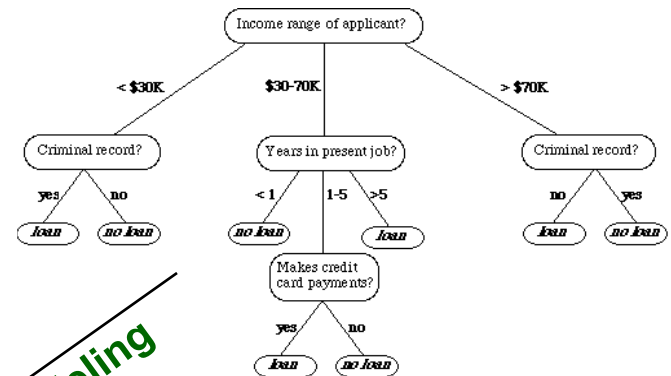 Income range of applicant?
< $30K
$30-70K
> $70K
Criminal record?
Years in present job?
Criminal record?
yes
no
< 1
1-5
>5
no
yes
loan
no loan
no loan
loan
loan
no loan
Makes credit
card payments?
yes
no
loan
no loan